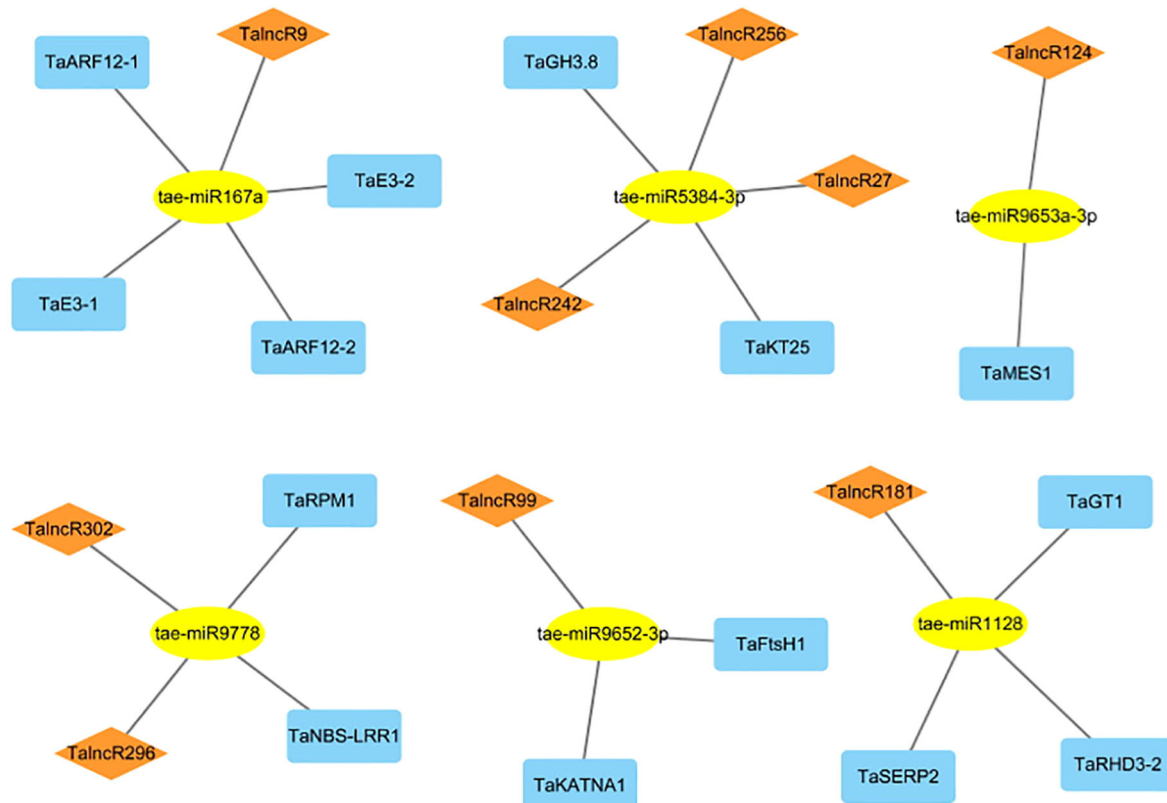 TalncR9
TaARF12-1
TaE3-2
tae-miR167a
TaE3-1
TaARF12-2
TalncR256
TaGH3.8
TalncR27
tae-miR5384-3p
TalncR242
TaKT25
TalncR124
tae-miR9653a-3p
TaMES1
TaRPM1
TalncR302
tae-miR9778
TaNBS-LRR1
TalncR296
TalncR99
tae-miR9652-3p
TaFtsH1
TaKATNA1
TalncR181
TaGT1
tae-miR1128
TaSERP2
TaRHD3-2